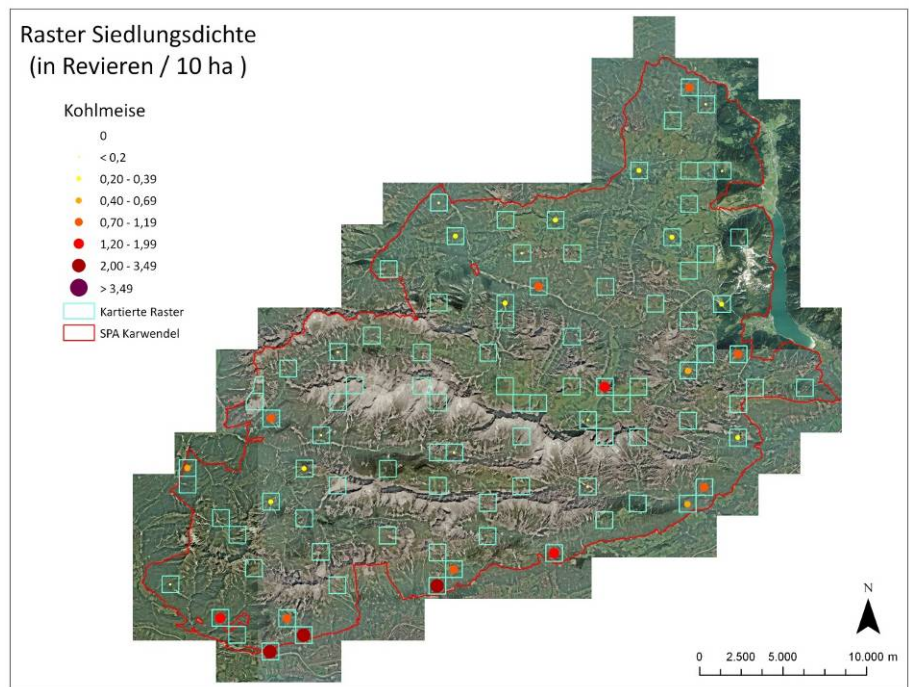 Raster Siedlungsdichte
(in Revieren / 10 ha )
Kohlmeise
0
< 0,2
0,20 - 0,39
0,40 - 0,69
0,70 - 1,19
1,20 - 1,99
2,00 - 3,49
> 3,49
Kartierte Raster
SPA Karwendel
N
0 2.500 5.000 10.000 m